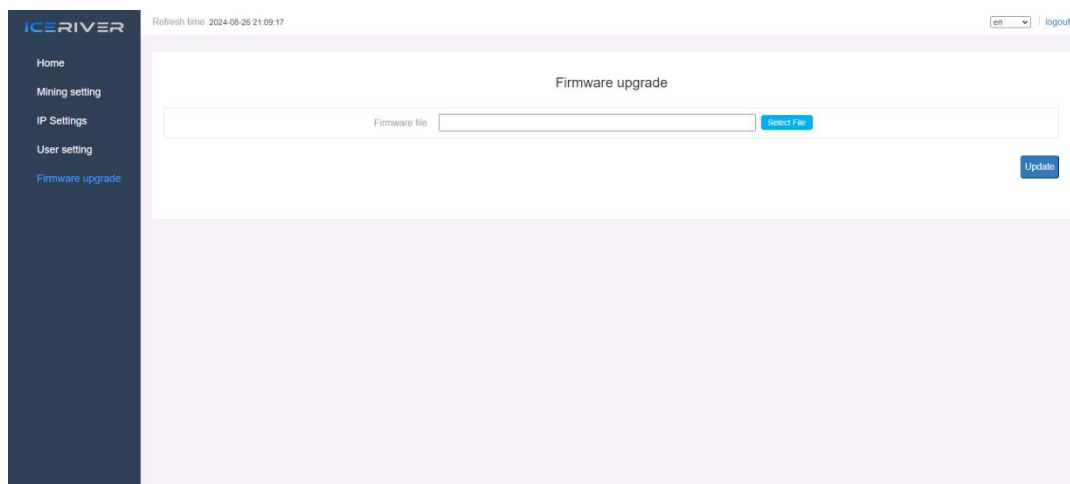 ICERIVER
Refresh time 2024-08-26 21:09:17
en
logout
Home
Mining setting
IP Settings
User setting
Firmware upgrade
Firmware upgrade
Firmware file
Select File
Update